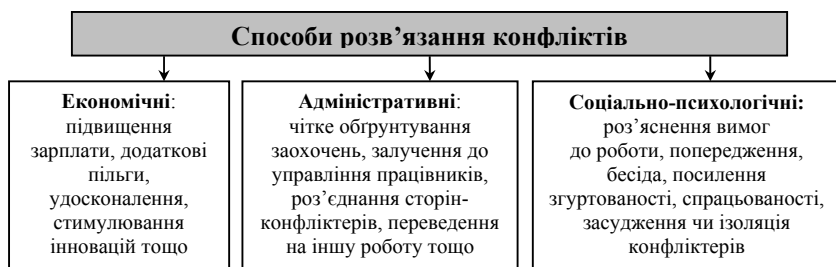 Способи розв’язання конфліктів
Економічні:
підвищення
зарплати, додаткові
пільги,
удосконалення,
стимулювання
інновацій тощо
Адміністративні:
чітке обґрунтування
заохочень, залучення до
управління працівників,
роз’єднання сторін-
конфліктерів, переведення
на іншу роботу тощо
Соціально-психологічні:
роз’яснення вимог
до роботи, попередження,
бесіда, посилення
згуртованості, спрацьованості,
засудження чи ізоляція
конфліктерів